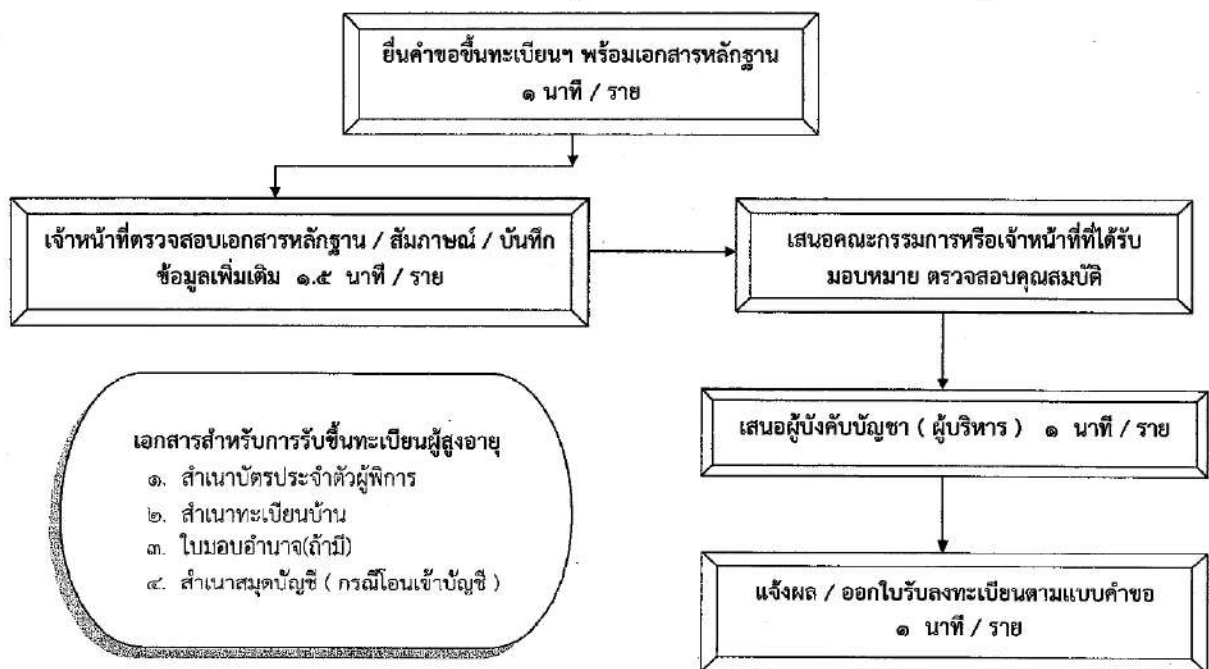 ยื่นคำขอขึ้นทะเบียนฯ พร้อมเอกสารหลักฐาน
๑ นาที / ราย
เจ้าหน้าที่ตรวจสอบเอกสารหลักฐาน / สัมภาษณ์ / บันทึก
ข้อมูลเพิ่มเติม ๑.๕ นาที / ราย
เสนอคณะกรรมการหรือเจ้าหน้าที่ที่ได้รับ
มอบหมาย ตรวจสอบคุณสมบัติ
เสนอผู้บังคับบัญชา ( ผู้บริหาร ) ๑ นาที / ราย
เอกสารสำหรับการรับขึ้นทะเบียนผู้สูงอายุ
๑. สำเนาบัตรประจำตัวผู้พิการ
๒. สำเนาทะเบียนบ้าน
๓. ใบมอบอำนาจ(ถ้ามี)
๔. สำเนาสมุดบัญชี ( กรณีโอนเข้าบัญชี )
แจ้งผล / ออกใบรับลงทะเบียนตามแบบคำขอ
๑ นาที / ราย